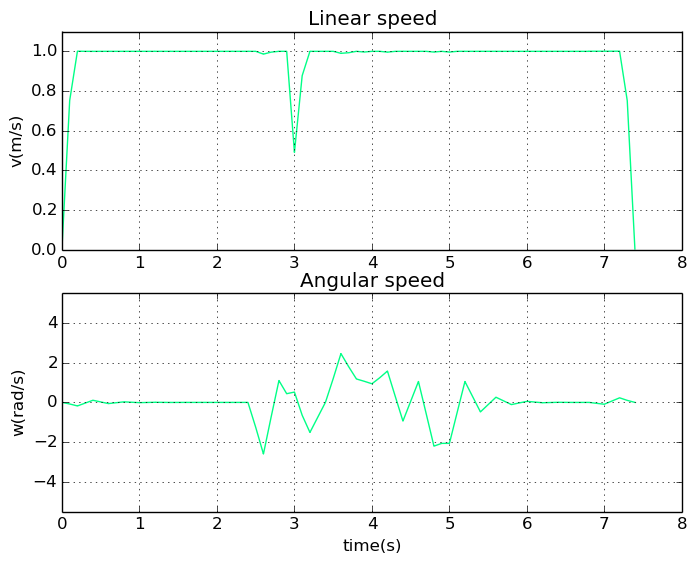 Linear speed
v(m/s)
1.0
0.8
0.6
0.4
0.2
0.0
0 1 2 3 4 5 6 7 8
Angular speed
w(rad/s)
4
2
0
−2
−4
0 1 2 3 4 5 6 7 8
time(s)